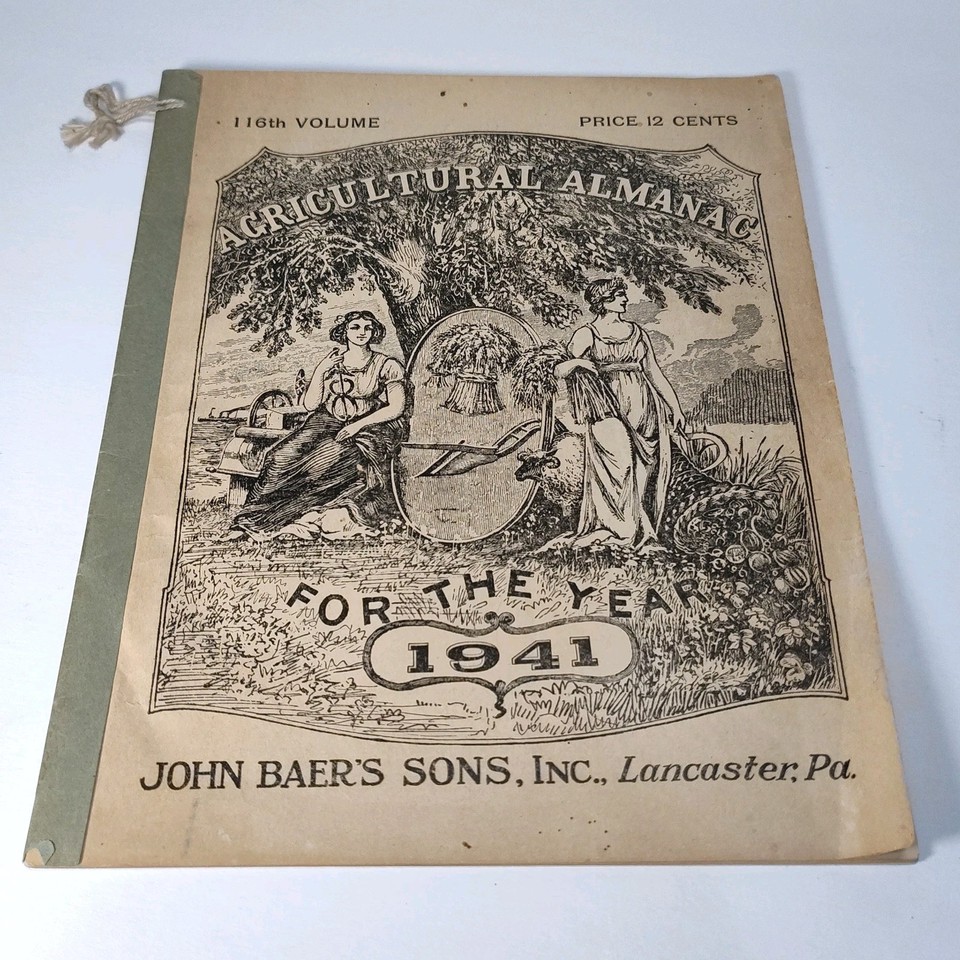 116th VOLUME
PRICE 12 CENTS
AGRICULTURAL ALMANAC
FOR THE YEAR
1941
JOHN BAER'S SONS, INC., Lancaster, Pa.